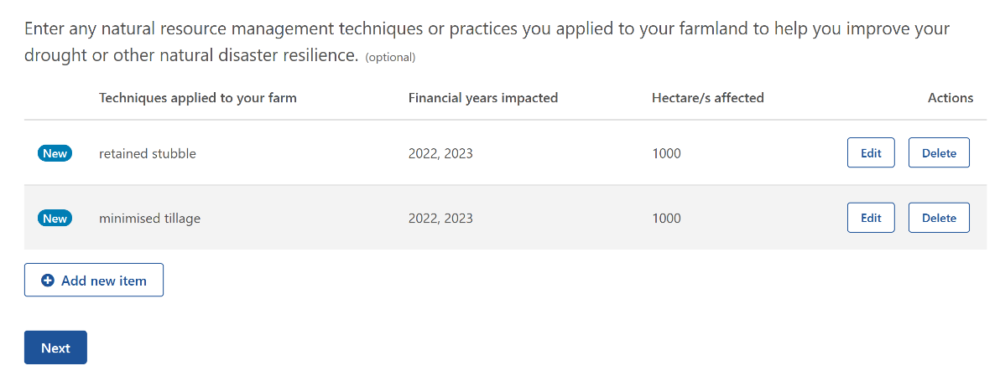 Enter any natural resource management techniques or practices you applied to your farmland to help you improve your
drought or other natural disaster resilience. (optional)
Techniques applied to your farm Financial years impacted Hectare/s affected Actions
New retained stubble 2022, 2023 1000 Edit Delete
New minimised tillage 2022, 2023 1000 Edit Delete
Add new item
Next